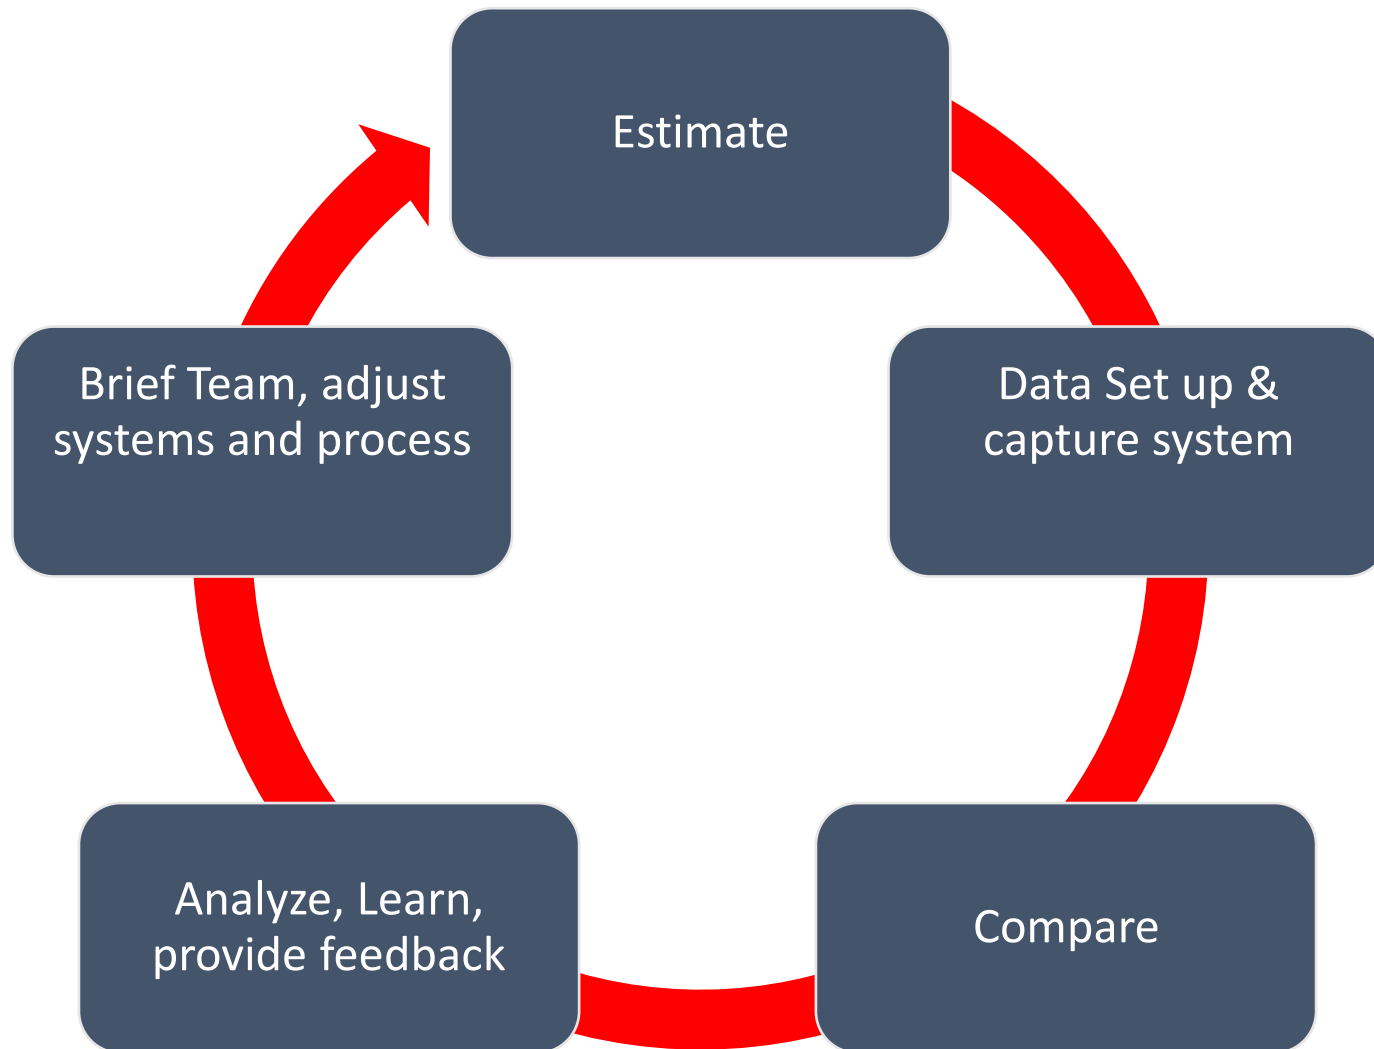 Estimate
Data Set up &
capture system
Compare
Analyze, Learn,
provide feedback
Brief Team, adjust
systems and process